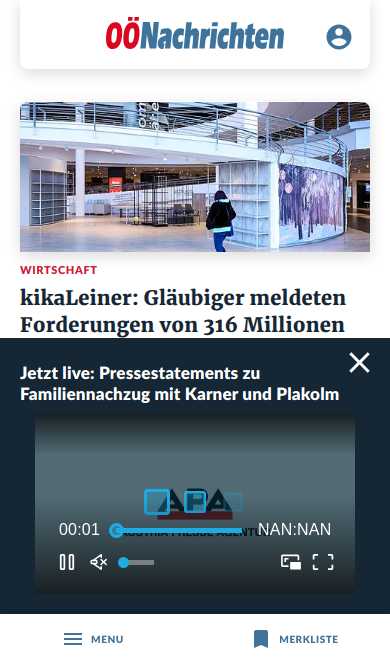 OÖNachrichten
WIRTSCHAFT
kikaLeiner: Gläubiger meldeten
Forderungen von 316 Millionen
Jetzt live: Pressestatements zu
Familiennachzug mit Karner und Plakolm
APA
AUSTRIA PRESSE AGENTUR
00:01
NAN:NAN
MENU
MERKLISTE